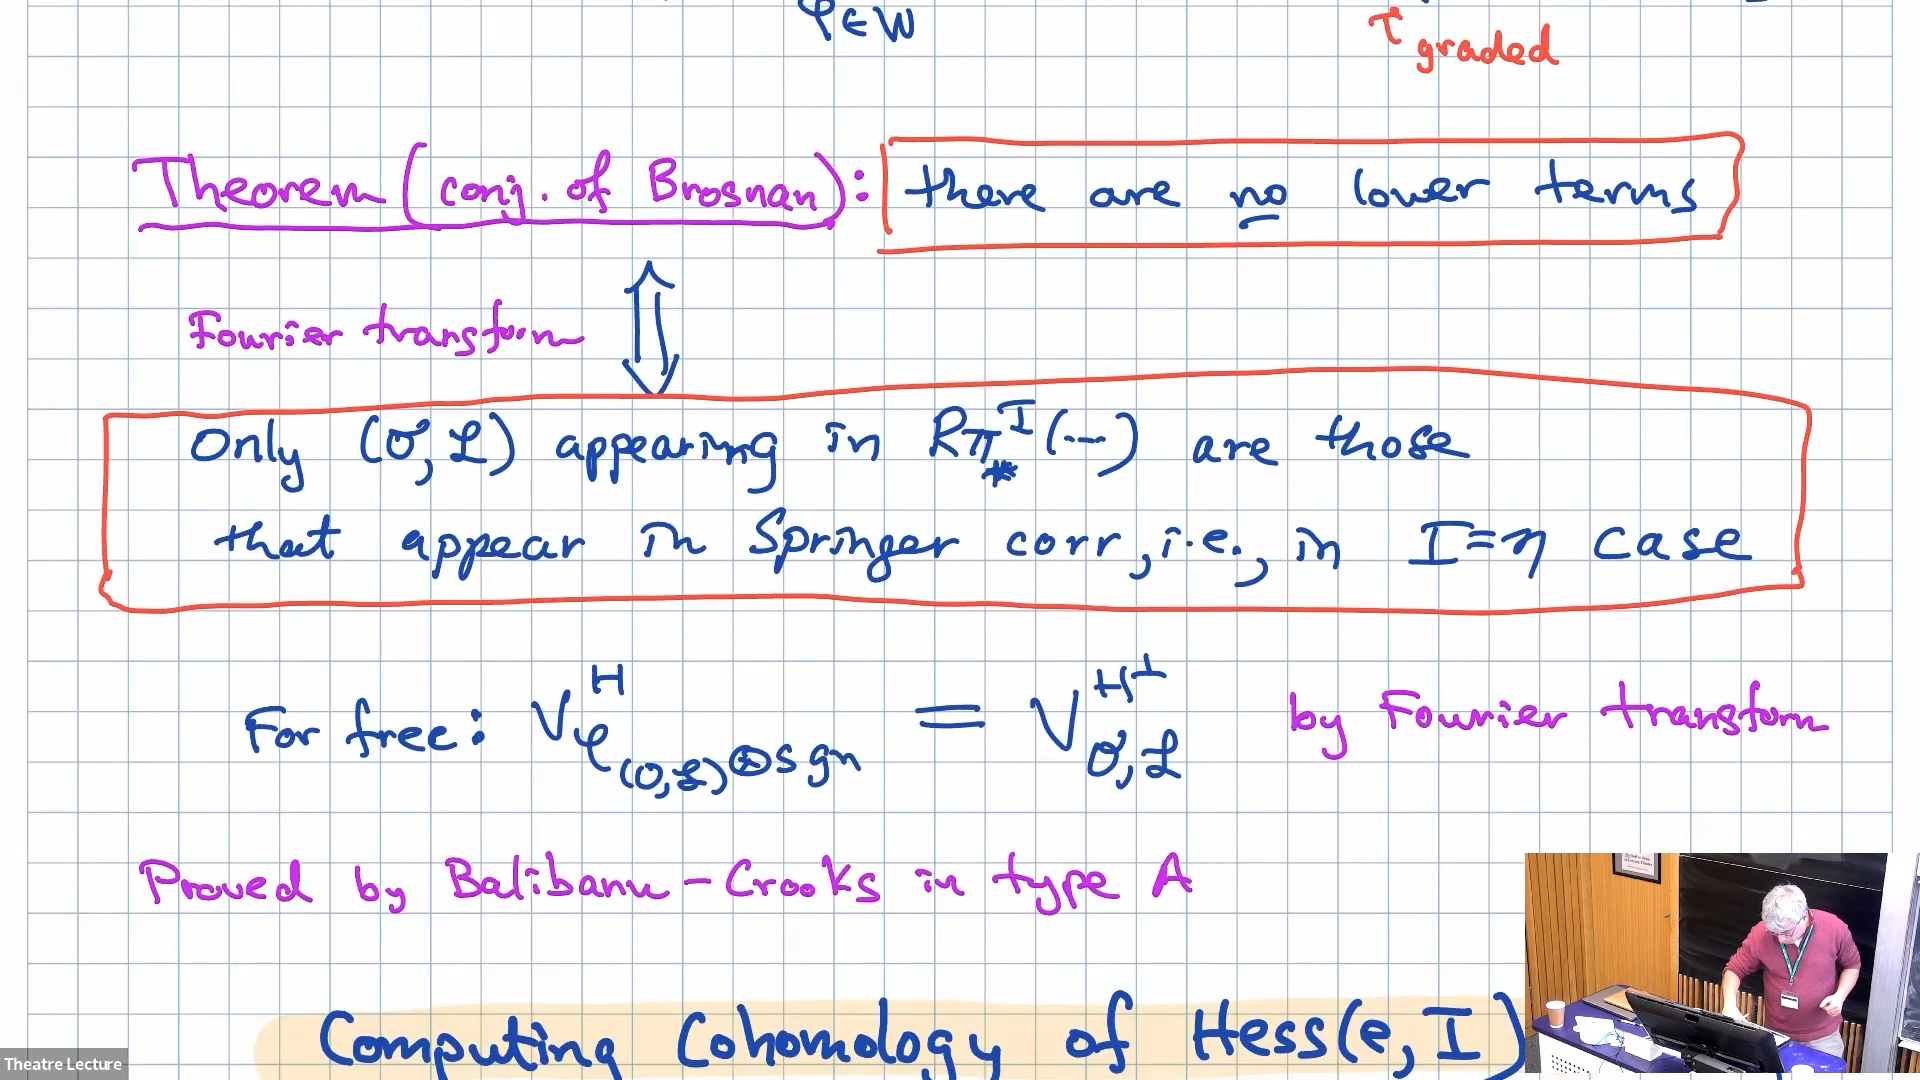 φ∈W
τ graded
Theorem (conj. of Brosnan): there are no lower terms
Fourier transform
Only (O, ℒ) appearing in Rπ_*^I (---) are those
that appear in Springer corr, i.e., in I=η case
For free: V^H_{φ_{(O,ℒ)}⊗sgn} = V^{H^⊥}_{O,ℒ} by Fourier transform
Proved by Balibanu-Crooks in type A
Computing Cohomology of Hess(e, I)
Theatre Lecture